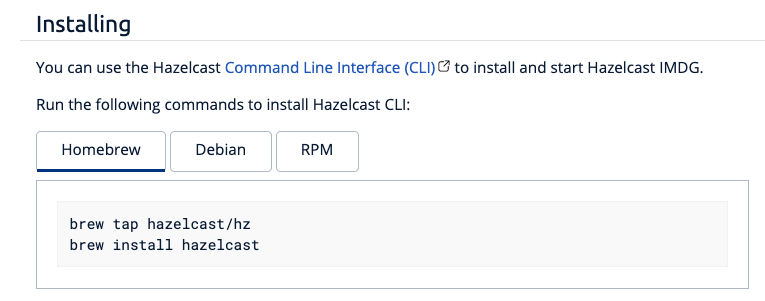 Installing
You can use the Hazelcast Command Line Interface (CLI) to install and start Hazelcast IMDG.
Run the following commands to install Hazelcast CLI:
Homebrew Debian RPM
brew tap hazelcast/hz
brew install hazelcast